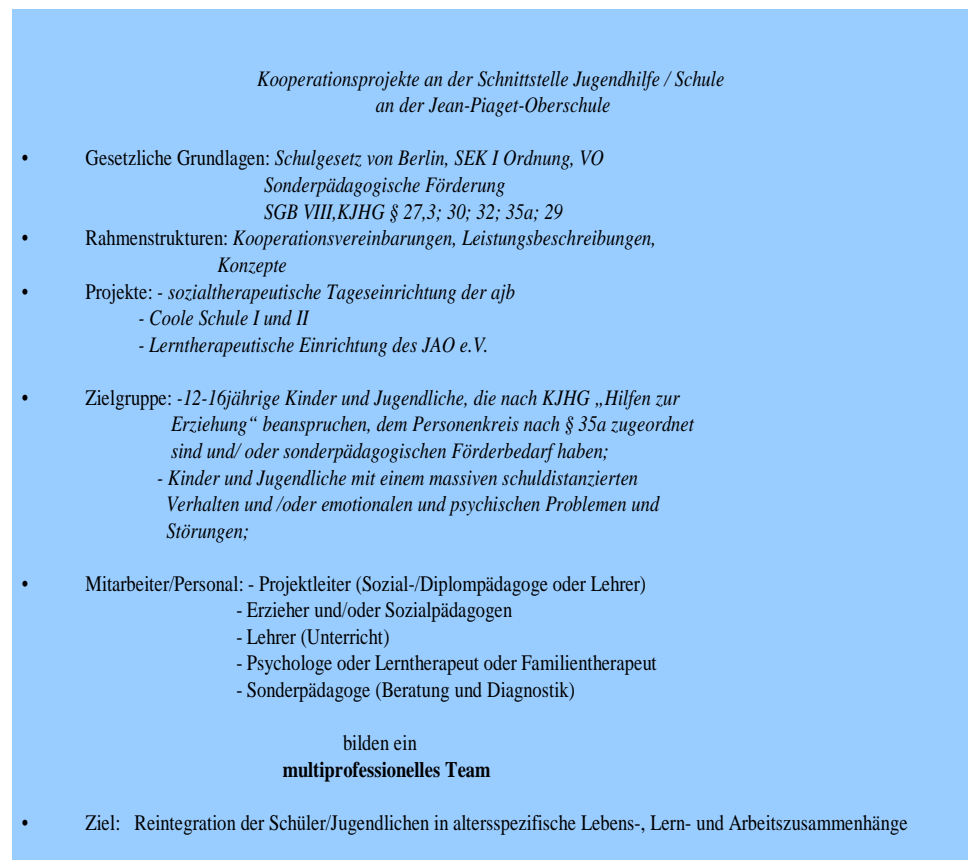 Kooperationsprojekte an der Schnittstelle Jugendhilfe / Schule
an der Jean-Piaget-Oberschule
• Gesetzliche Grundlagen: Schulgesetz von Berlin, SEK I Ordnung, VO
Sonderpädagogische Förderung
SGB VIII,KJHG § 27,3; 30; 32; 35a; 29
• Rahmenstrukturen: Kooperationsvereinbarungen, Leistungsbeschreibungen,
Konzepte
• Projekte: - sozialtherapeutische Tageseinrichtung der ajb
- Coole Schule I und II
- Lerntherapeutische Einrichtung des JAO e.V.
• Zielgruppe: -12-16jährige Kinder und Jugendliche, die nach KJHG „Hilfen zur
Erziehung“ beanspruchen, dem Personenkreis nach § 35a zugeordnet
sind und/ oder sonderpädagogischen Förderbedarf haben;
- Kinder und Jugendliche mit einem massiven schuldistanzierten
Verhalten und /oder emotionalen und psychischen Problemen und
Störungen;
• Mitarbeiter/Personal: - Projektleiter (Sozial-/Diplompädagoge oder Lehrer)
- Erzieher und/oder Sozialpädagogen
- Lehrer (Unterricht)
- Psychologe oder Lerntherapeut oder Familientherapeut
- Sonderpädagoge (Beratung und Diagnostik)
bilden ein
multiprofessionelles Team
• Ziel: Reintegration der Schüler/Jugendlichen in altersspezifische Lebens-, Lern- und Arbeitszusammenhänge